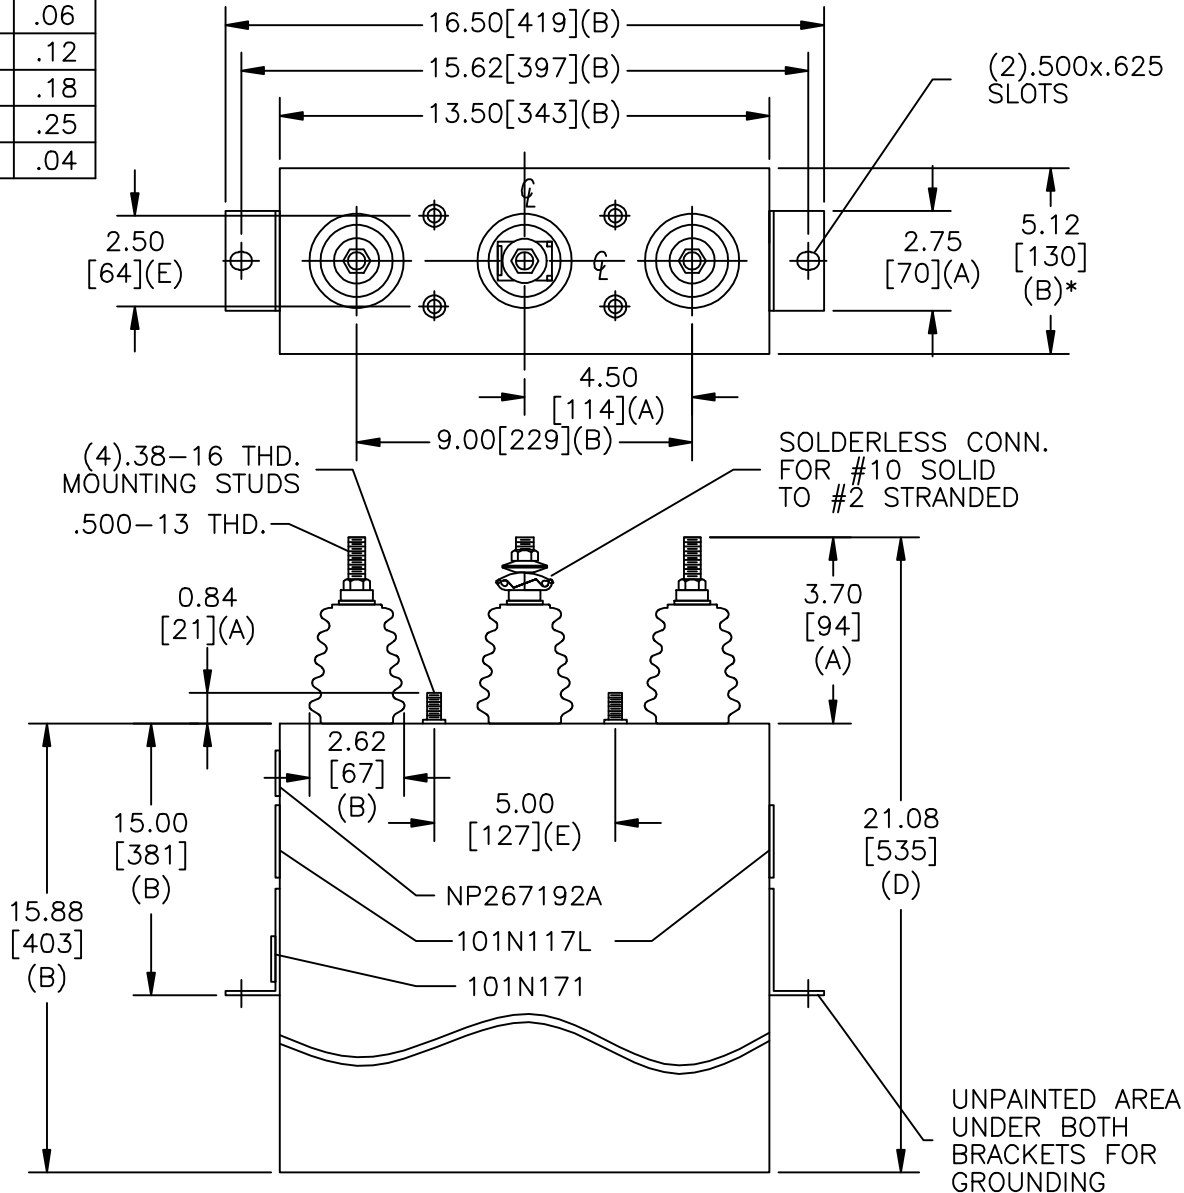 .06
.12
.18
.25
.04
16.50[419](B)
15.62[397](B)
13.50[343](B)
(2).500x.625
SLOTS
℄
℄
2.50
[64](E)
2.75
[70](A)
5.12
[130]
(B)*
4.50
[114](A)
9.00[229](B)
(4).38-16 THD.
MOUNTING STUDS
.500-13 THD.
SOLDERLESS CONN.
FOR #10 SOLID
TO #2 STRANDED
0.84
[21](A)
3.70
[94]
(A)
2.62
[67]
(B)
5.00
[127](E)
15.00
[381]
(B)
21.08
[535]
(D)
15.88
[403]
(B)
NP267192A
101N117L
101N171
UNPAINTED AREA
UNDER BOTH
BRACKETS FOR
GROUNDING